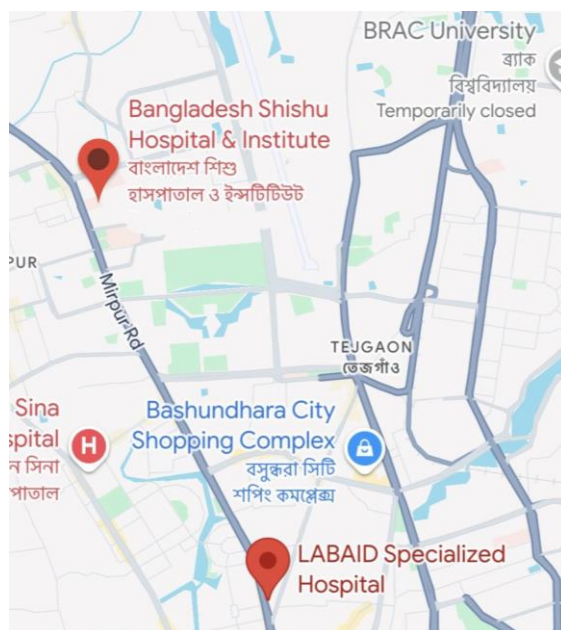 BRAC University
ব্র্যাক
বিশ্ববিদ্যালয়
Temporarily closed
Bangladesh Shishu
Hospital & Institute
বাংলাদেশ শিশু
হাসপাতাল ও ইন্সটিটিউট
PUR
Mirpur Rd
TEJGAON
তেজগাঁও
Sina
spital
ন সিনা
পাতাল
H
Bashundhara City
Shopping Complex
বসুন্ধরা সিটি
শপিং কমপ্লেক্স
LABAID Specialized
Hospital